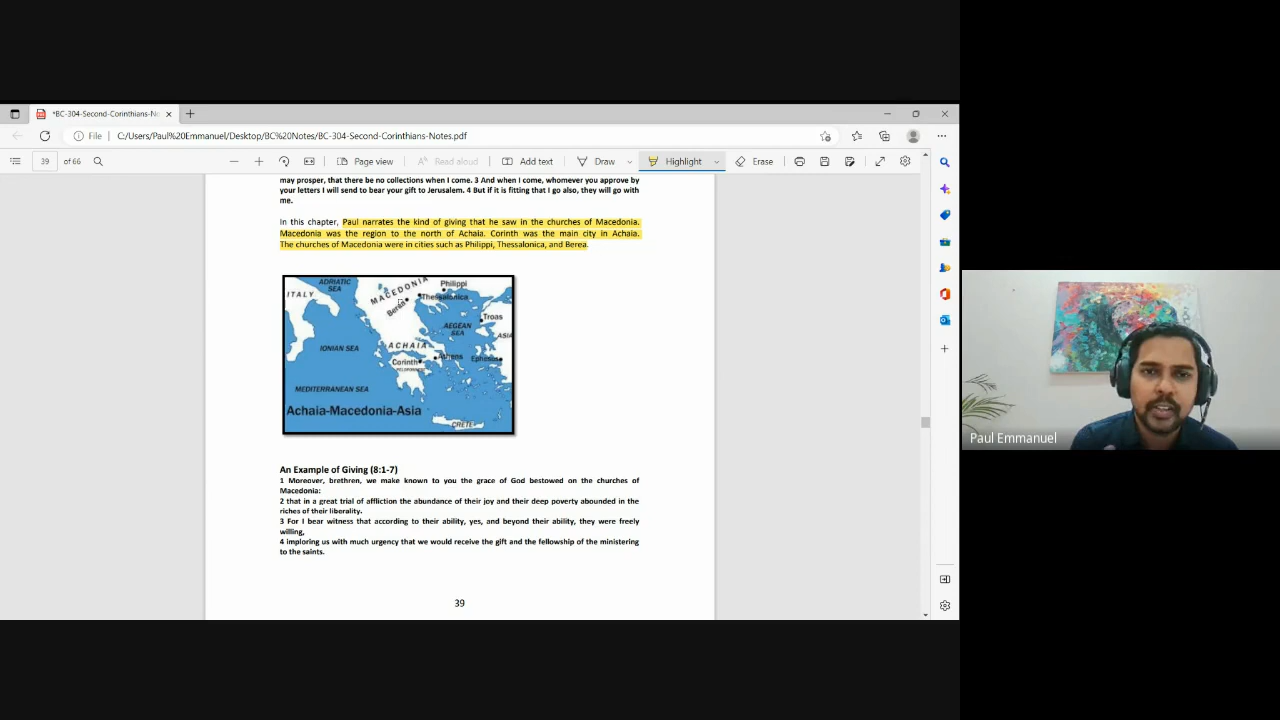 *BC-304-Second-Corinthians-No
File
C:/Users/Paul%20Emmanuel/Desktop/BC%20Notes/BC-304-Second-Corinthians-Notes.pdf
39 of 66
Page view
Read aloud
Add text
Draw
Highlight
Erase
may prosper, that there be no collections when I come. 3 And when I come, whomever you approve by
your letters I will send to bear your gift to Jerusalem. 4 But if it is fitting that I go also, they will go with
me.
In this chapter, Paul narrates the kind of giving that he saw in the churches of Macedonia.
Macedonia was the region to the north of Achaia. Corinth was the main city in Achaia.
The churches of Macedonia were in cities such as Philippi, Thessalonica, and Berea.
ADRIATIC
SEA
ITALY
MACEDONIA
Philippi
Thessalonica
Berea
Troas
AEGEAN
SEA
ASIA
IONIAN SEA
ACHAIA
Corinth
Athens
Ephesos
MEDITERRANEAN SEA
Achaia-Macedonia-Asia
CRETE
An Example of Giving (8:1-7)
1 Moreover, brethren, we make known to you the grace of God bestowed on the churches of
Macedonia:
2 that in a great trial of affliction the abundance of their joy and their deep poverty abounded in the
riches of their liberality.
3 For I bear witness that according to their ability, yes, and beyond their ability, they were freely
willing,
4 imploring us with much urgency that we would receive the gift and the fellowship of the ministering
to the saints.
39
Paul Emmanuel